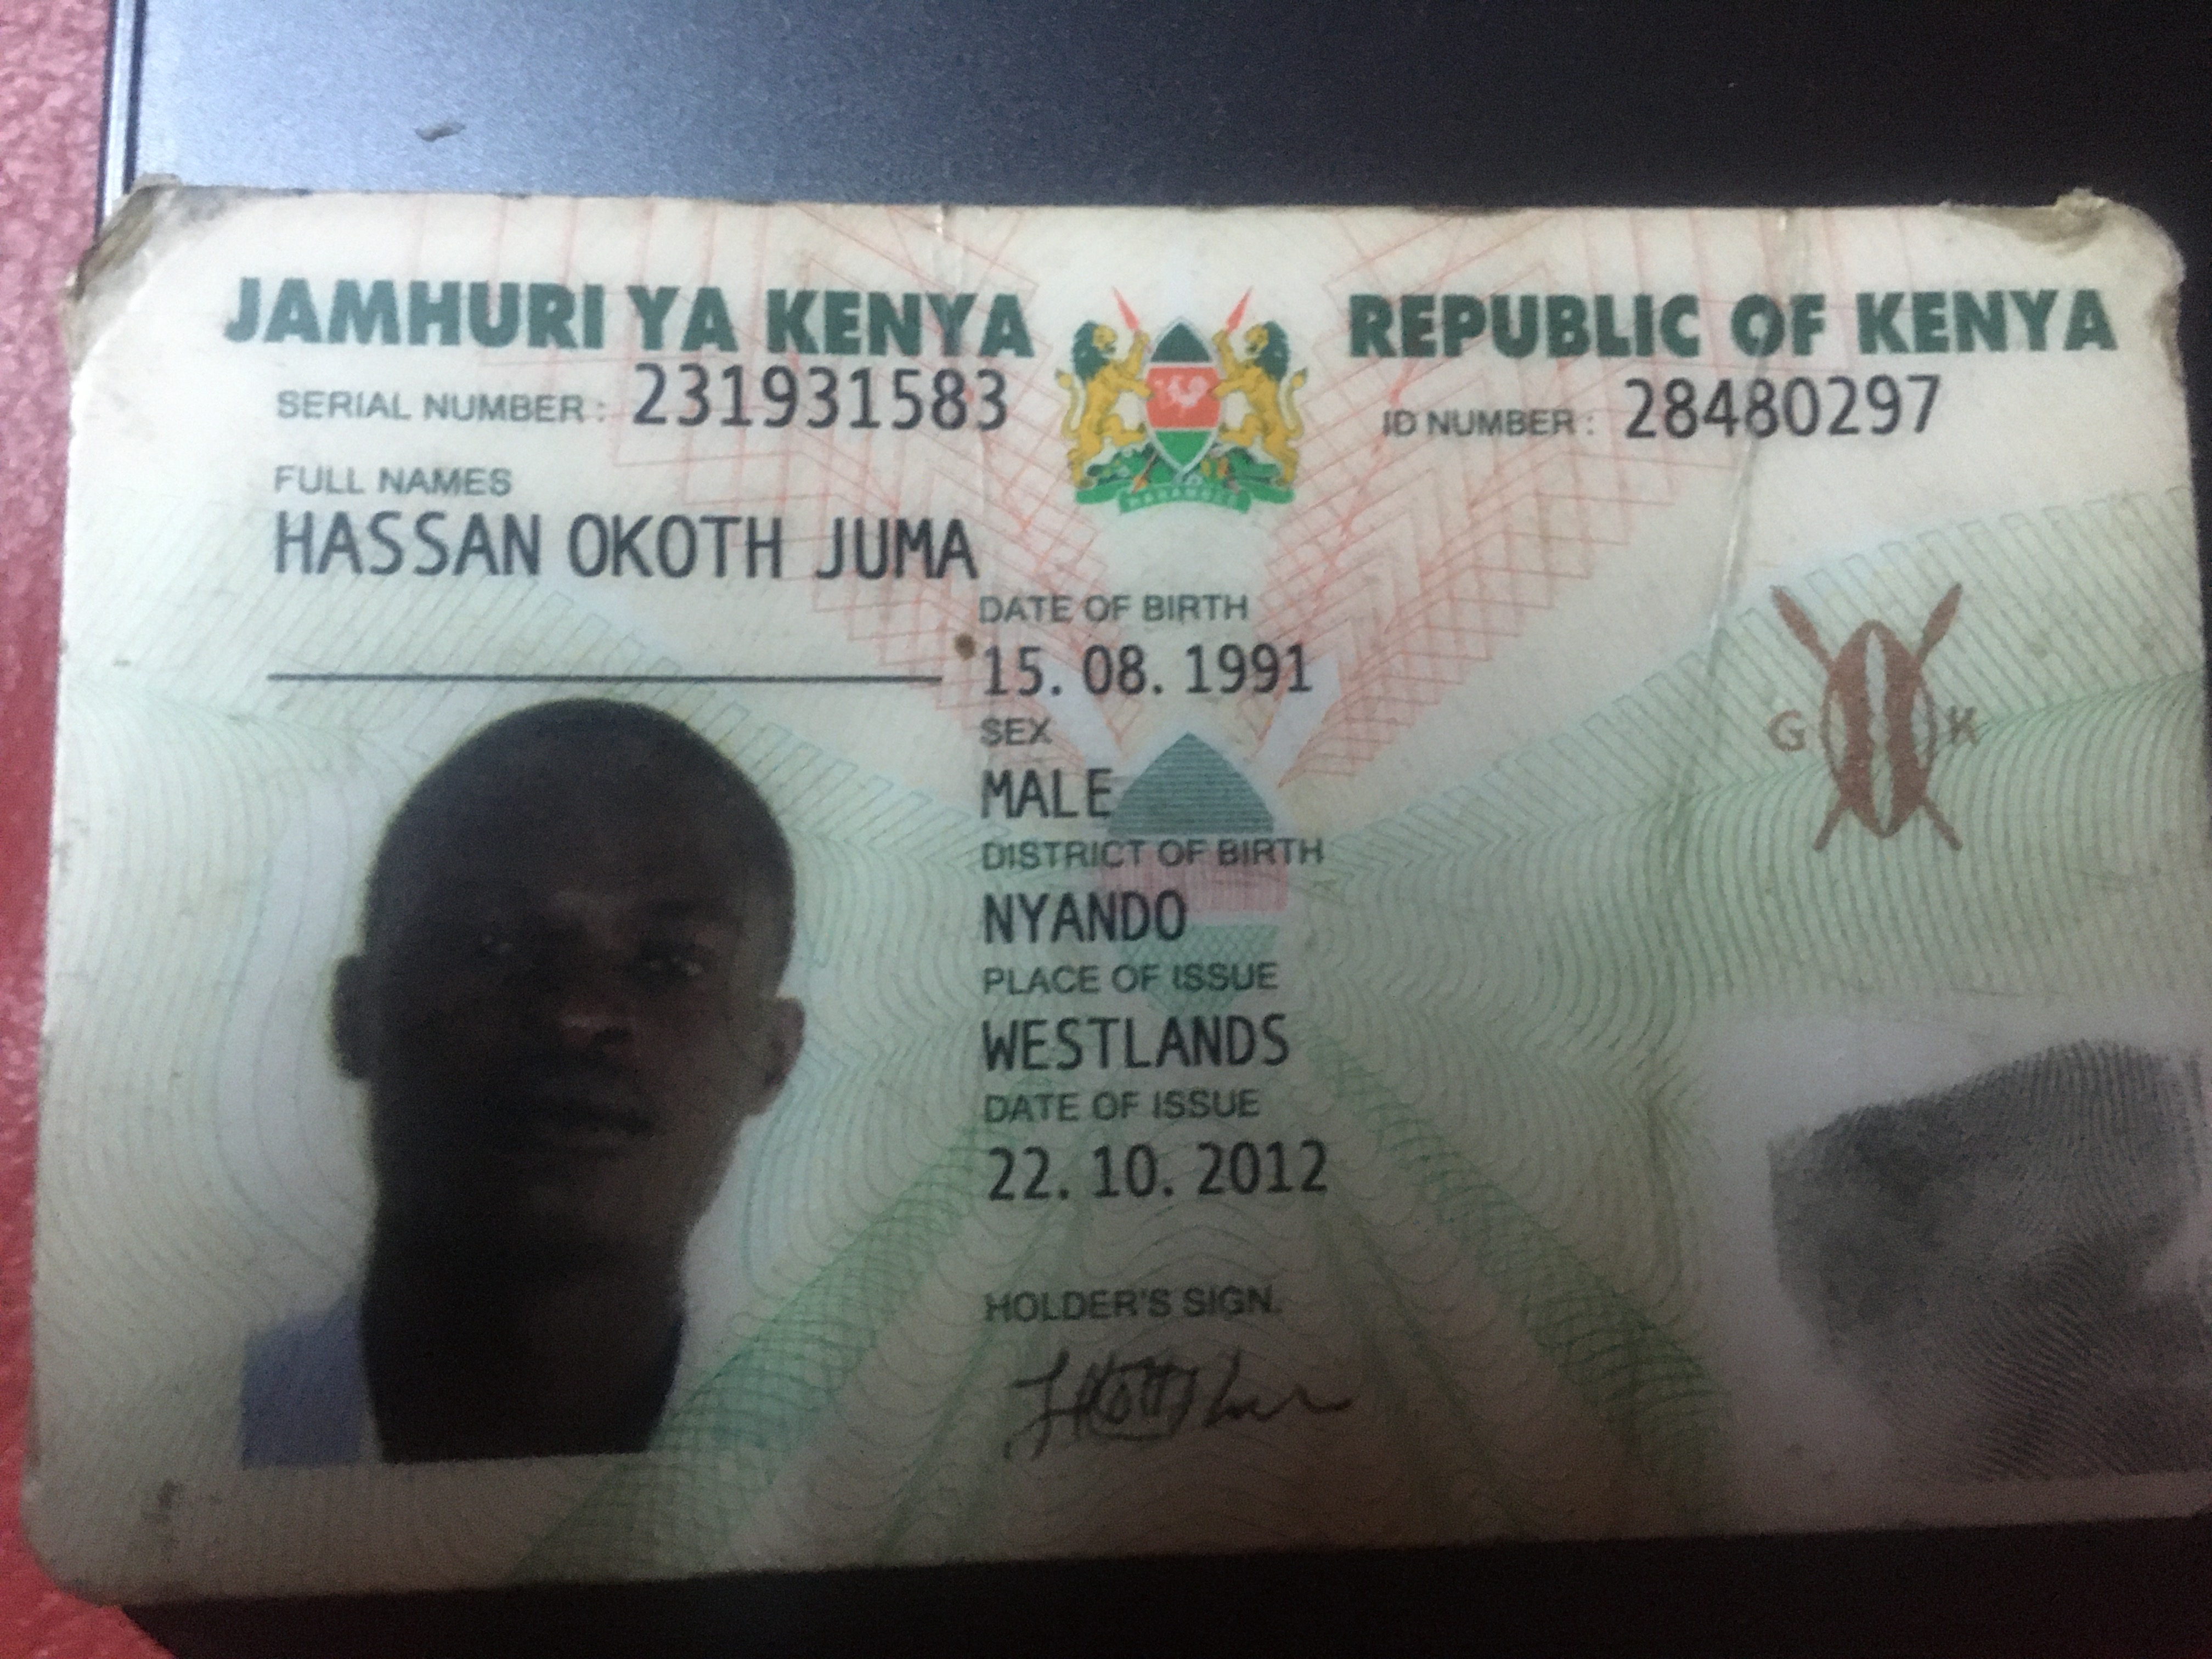 JAMHURI YA KENYA REPUBLIC OF KENYA
SERIAL NUMBER: 231931583 ID NUMBER: 28480297
FULL NAMES
HASSAN OKOTH JUMA
DATE OF BIRTH
15. 08. 1991
SEX
MALE
DISTRICT OF BIRTH
NYANDO
PLACE OF ISSUE
WESTLANDS
DATE OF ISSUE
22. 10. 2012
HOLDER'S SIGN.
G K